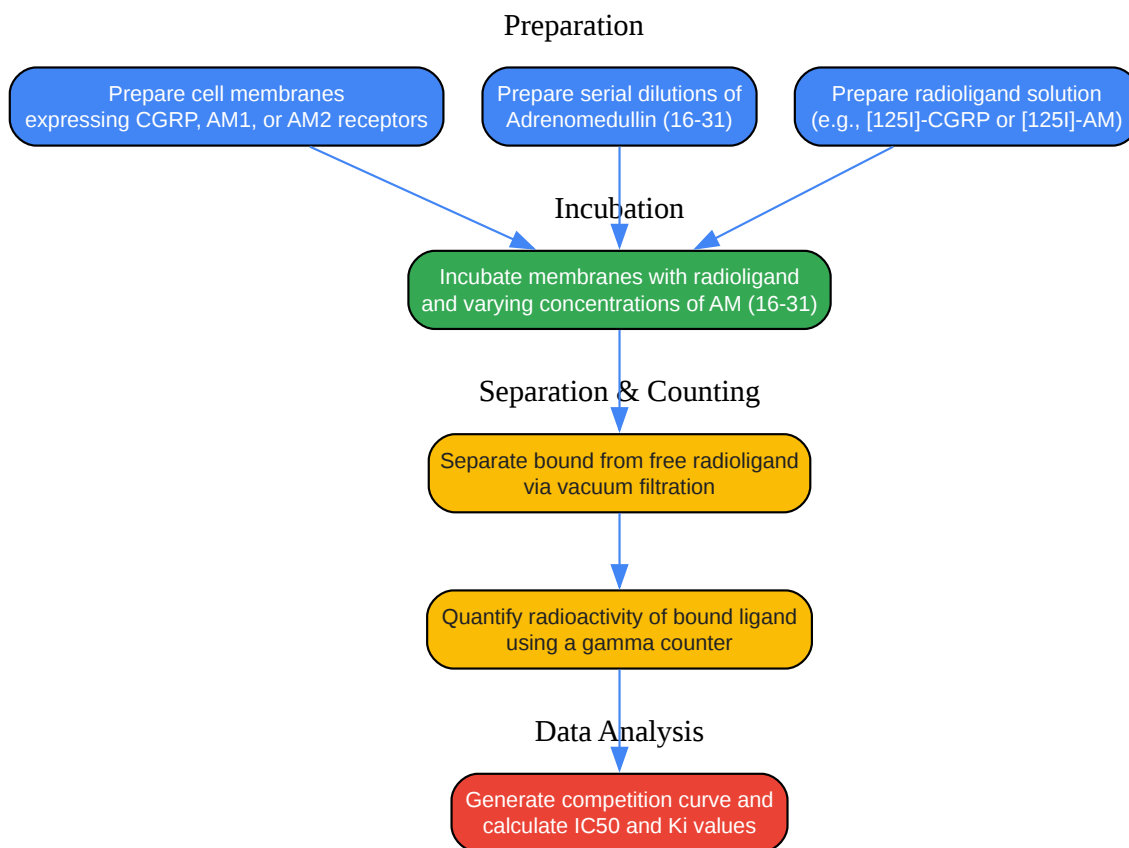 Preparation
Prepare cell membranes
expressing CGRP, AM1, or AM2 receptors
Prepare serial dilutions of
Adrenomedullin (16-31)
Prepare radioligand solution
(e.g., [125I]-CGRP or [125I]-AM)
Incubation
Incubate membranes with radioligand
and varying concentrations of AM (16-31)
Separation & Counting
Separate bound from free radioligand
via vacuum filtration
Quantify radioactivity of bound ligand
using a gamma counter
Data Analysis
Generate competition curve and
calculate IC50 and Ki values